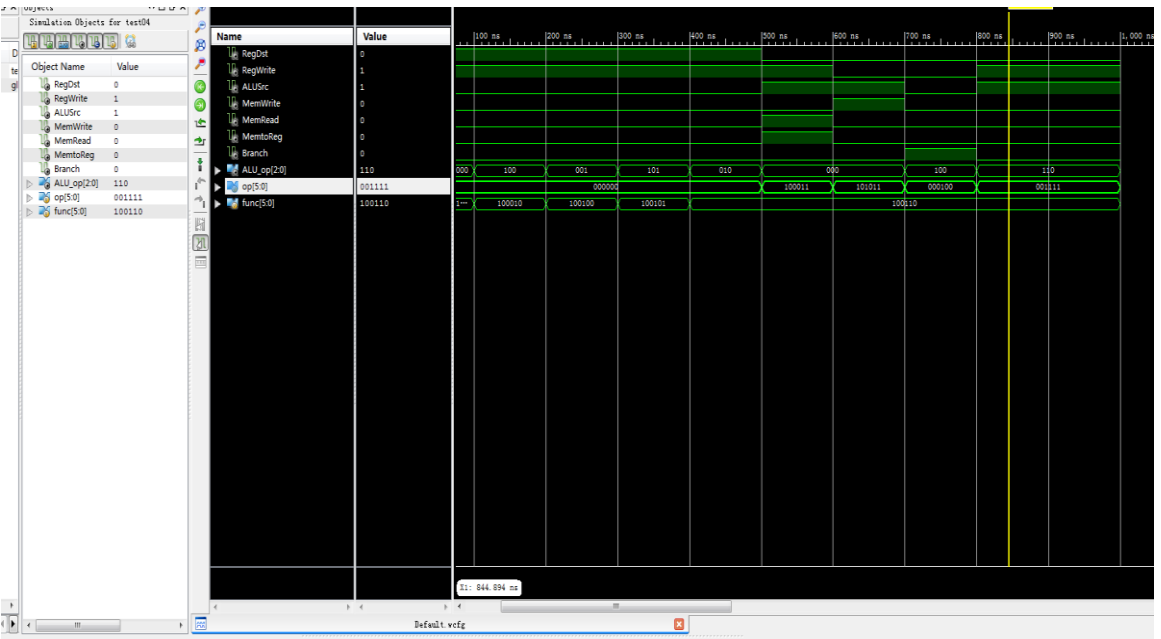 Objects
Simulation Objects for test04
Object Name Value
RegDst 0
RegWrite 1
ALUSrc 1
MemWrite 0
MemRead 0
MemtoReg 0
Branch 0
ALU_op[2:0] 110
op[5:0] 001111
func[5:0] 100110
Name Value
RegDst 0
RegWrite 1
ALUSrc 1
MemWrite 0
MemRead 0
MemtoReg 0
Branch 0
ALU_op[2:0] 110
op[5:0] 001111
func[5:0] 100110
100 ns 200 ns 300 ns 400 ns 500 ns 600 ns 700 ns 800 ns 900 ns 1,000 ns
000 100 001 101 010 000 100 110
000000 100011 101011 000100 001111
100010 100100 100101 100110
X1: 844.894 ns
Default.wcfg